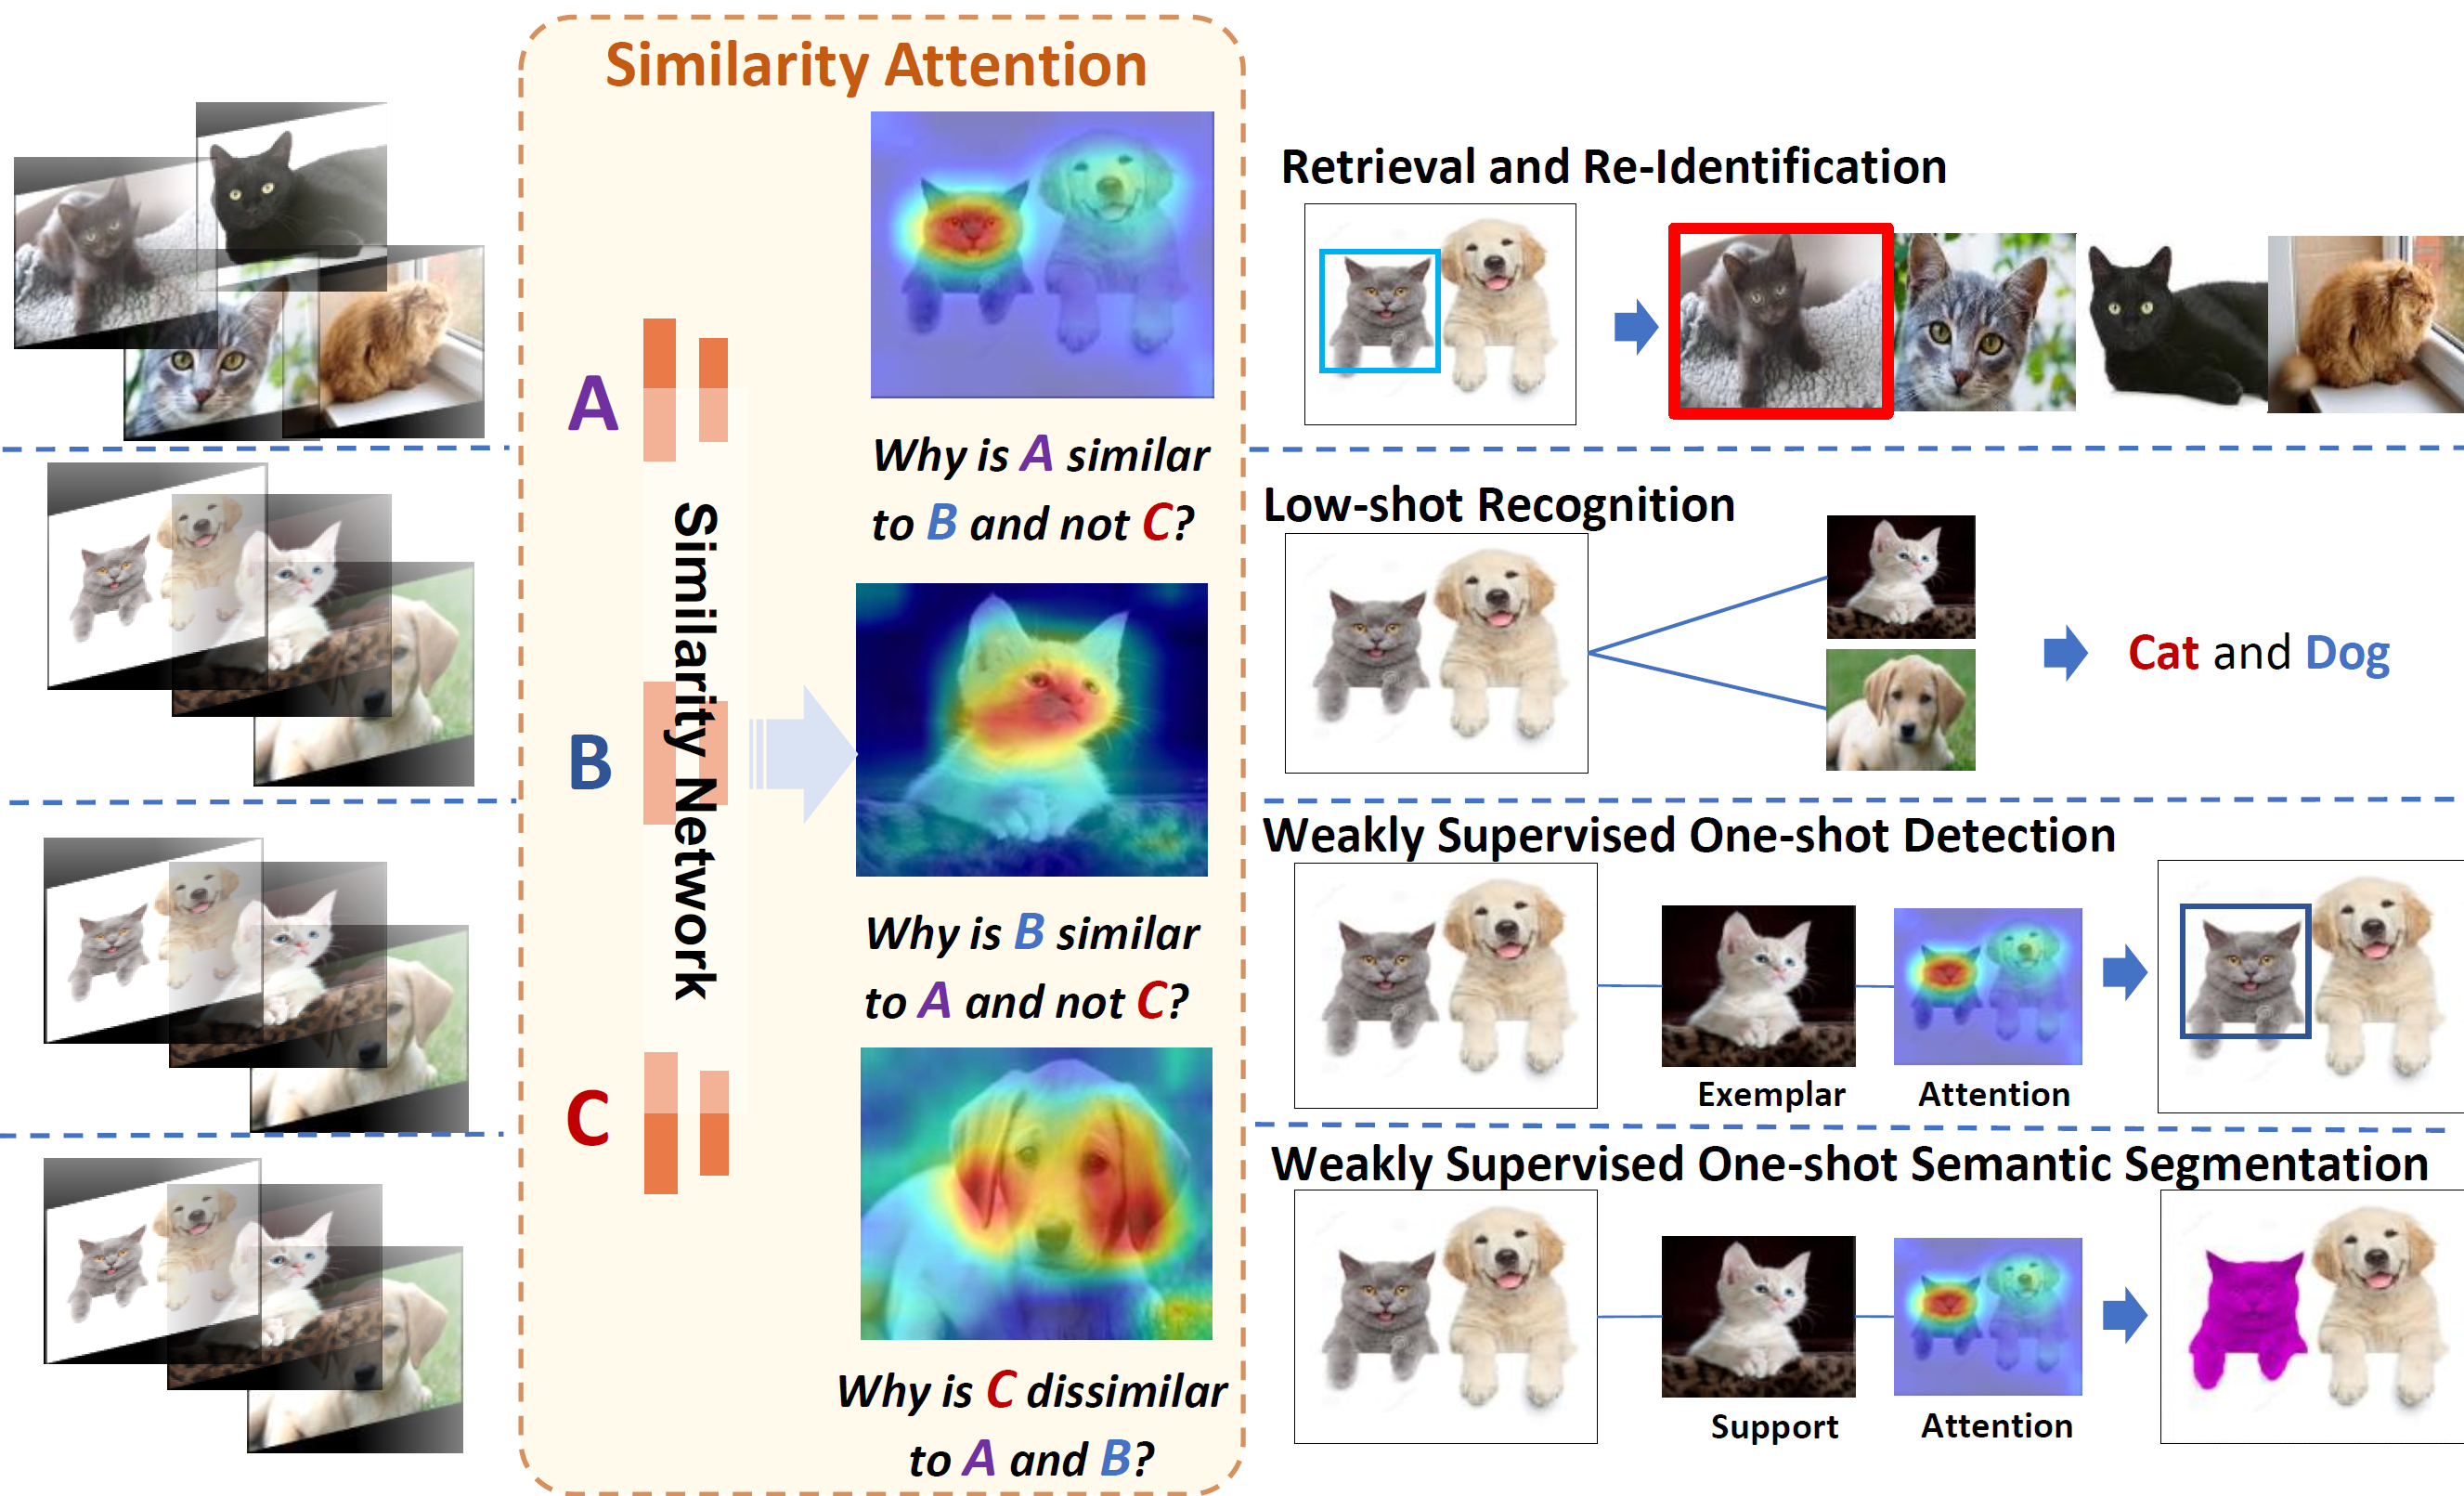 Similarity Attention
A
B
C
Similarity Network
Why is A similar
to B and not C?
Why is B similar
to A and not C?
Why is C dissimilar
to A and B?
Retrieval and Re-Identification
Low-shot Recognition
Cat and Dog
Weakly Supervised One-shot Detection
Exemplar
Attention
Weakly Supervised One-shot Semantic Segmentation
Support
Attention